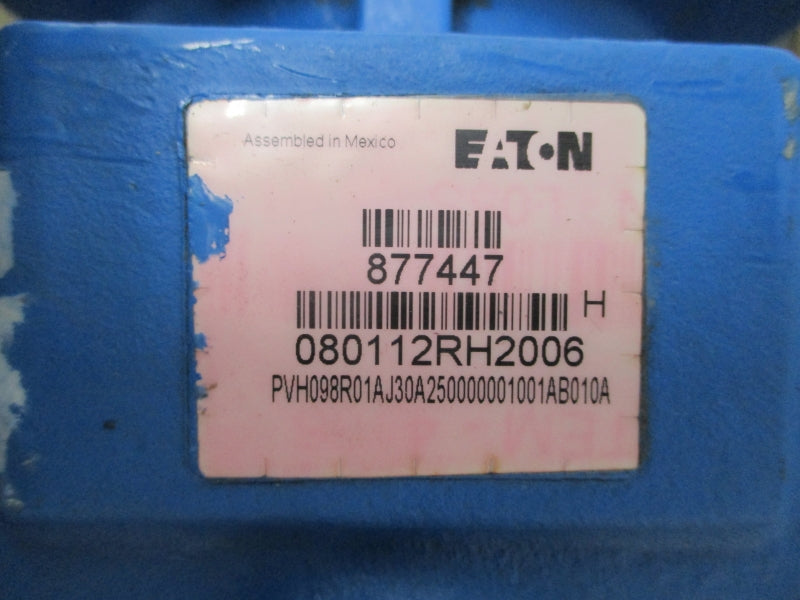 Assembled in Mexico
EATON
877447
H
080112RH2006
PVH098R01AJ30A250000001001AB010A